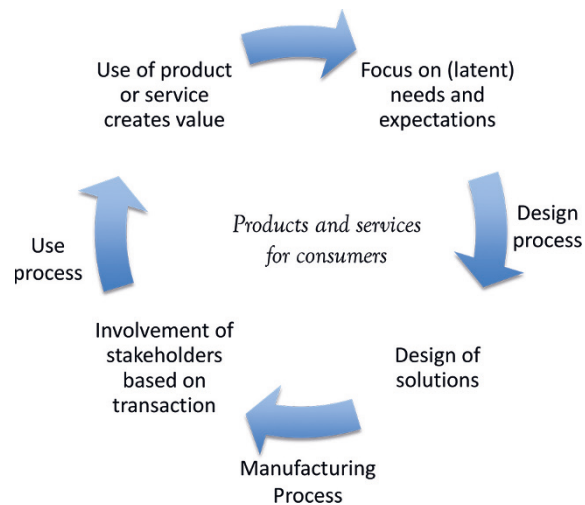 Use of product
or service
creates value
Focus on (latent)
needs and
expectations
Design
process
Products and services
for consumers
Design of
solutions
Manufacturing
Process
Involvement of
stakeholders
based on
transaction
Use
process